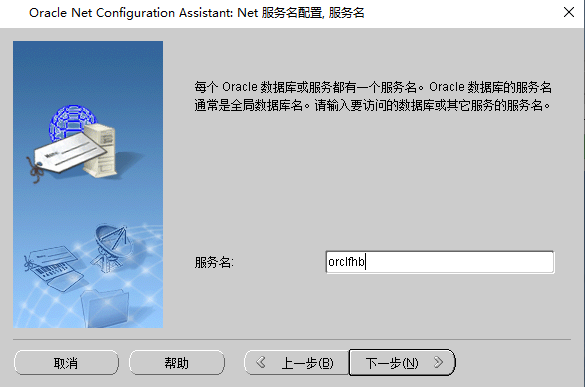 Oracle Net Configuration Assistant: Net 服务名配置, 服务名
每个 Oracle 数据库或服务都有一个服务名。Oracle 数据库的服务名
通常是全局数据库名。请输入要访问的数据库或其它服务的服务名。
服务名: orclfhb
取消 帮助 上一步(B) 下一步(N)